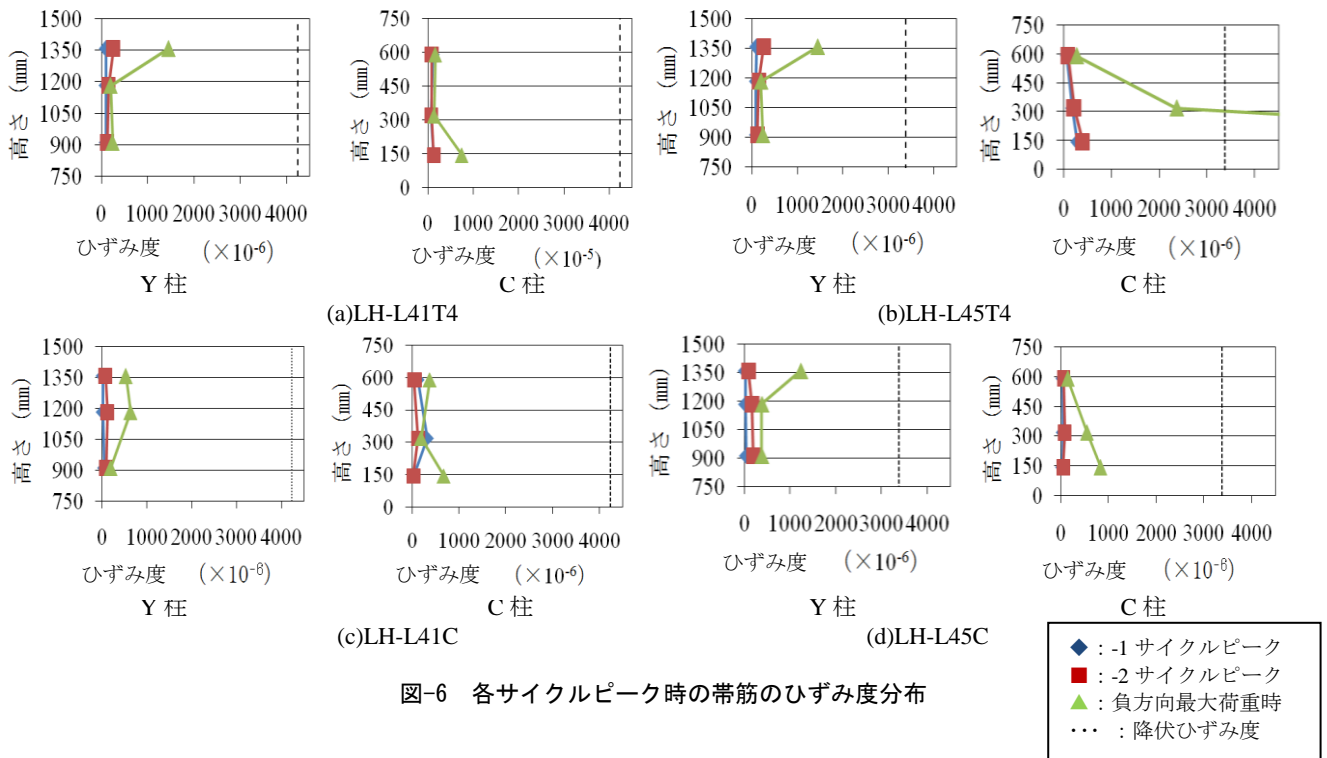 1500
1350
1200
1050
900
750
高さ (mm)
0 1000 2000 3000 4000
ひずみ度 (×10-6)
Y 柱
750
600
450
300
150
0
高さ (mm)
0 1000 2000 3000 4000
ひずみ度 (×10-5)
C 柱
(a)LH-L41T4
1500
1350
1200
1050
900
750
高さ (mm)
0 1000 2000 3000 4000
ひずみ度 (×10-6)
Y 柱
750
600
450
300
150
0
高さ (mm)
0 1000 2000 3000 4000
ひずみ度 (×10-6)
C 柱
(b)LH-L45T4
1500
1350
1200
1050
900
750
高さ (mm)
0 1000 2000 3000 4000
ひずみ度 (×10-6)
Y 柱
750
600
450
300
150
0
高さ (mm)
0 1000 2000 3000 4000
ひずみ度 (×10-6)
C 柱
(c)LH-L41C
1500
1350
1200
1050
900
750
高さ (mm)
0 1000 2000 3000 4000
ひずみ度 (×10-6)
Y 柱
750
600
450
300
150
0
高さ (mm)
0 1000 2000 3000 4000
ひずみ度 (×10-6)
C 柱
(d)LH-L45C
：-1 サイクルピーク
：-2 サイクルピーク
：負方向最大荷重時
… ：降伏ひずみ度
図-6 各サイクルピーク時の帯筋のひずみ度分布